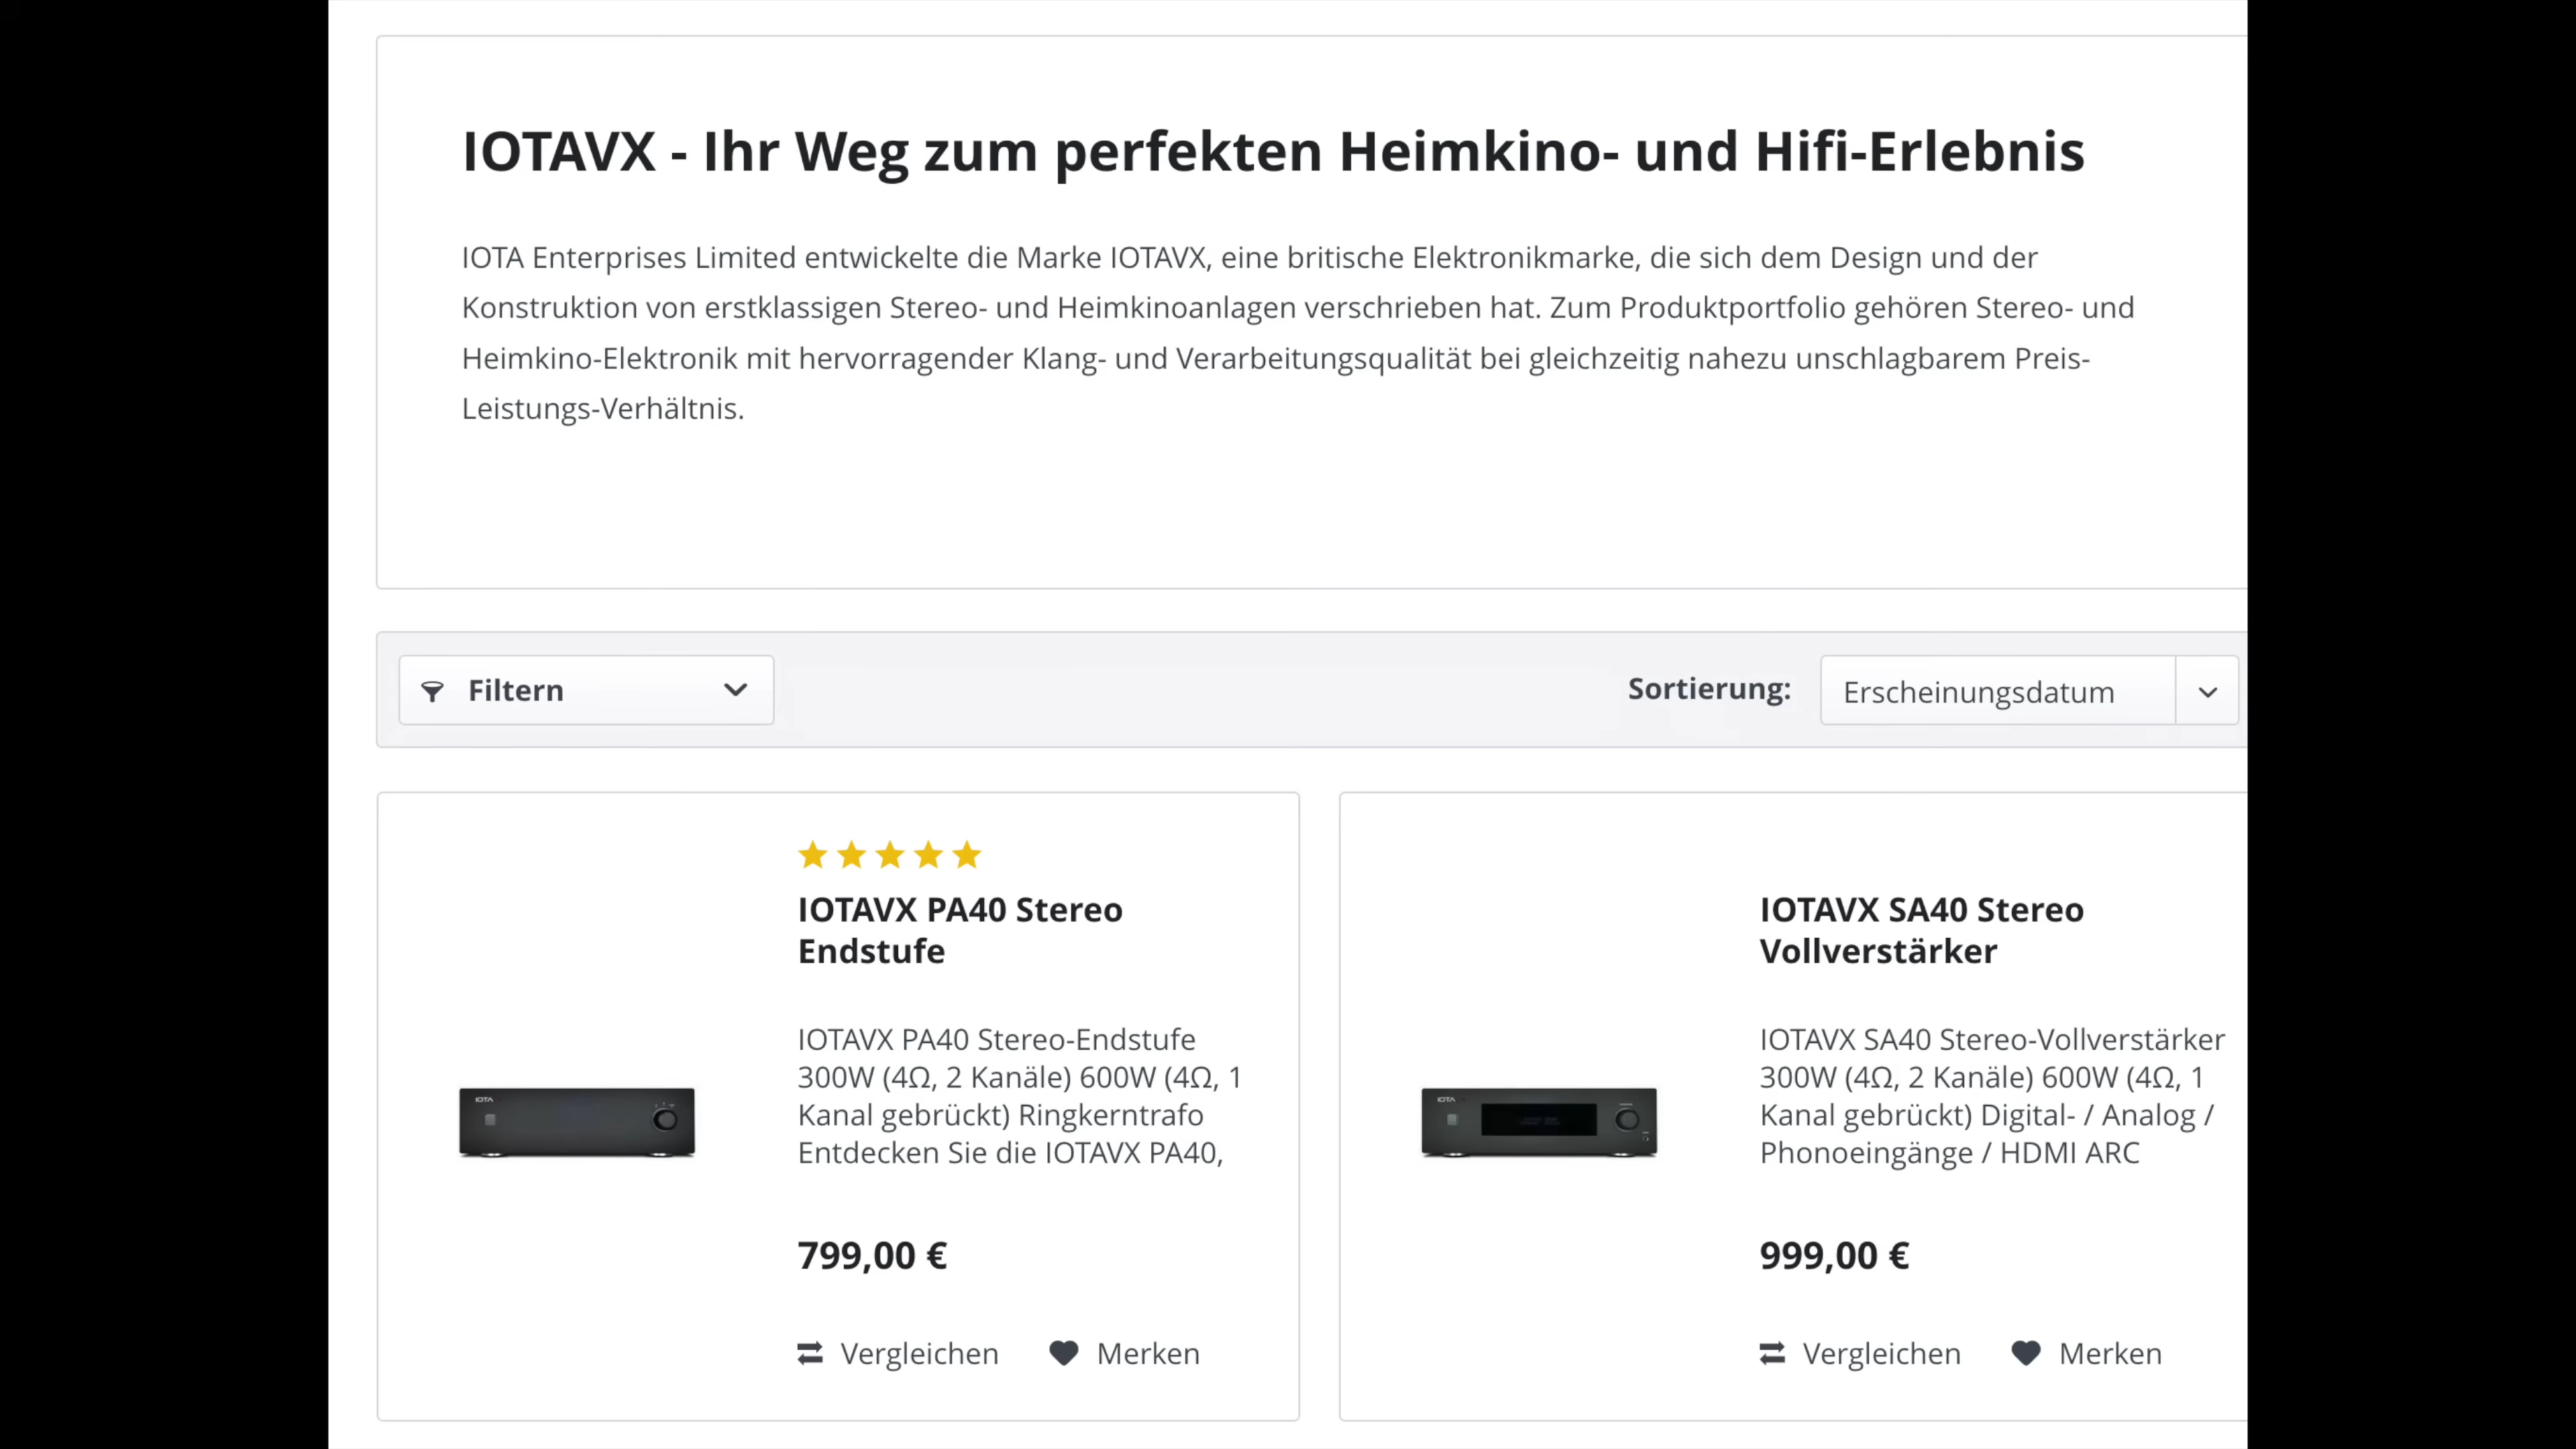 IOTAVX - Ihr Weg zum perfekten Heimkino- und Hifi-Erlebnis
IOTA Enterprises Limited entwickelte die Marke IOTAVX, eine britische Elektronikmarke, die sich dem Design und der
Konstruktion von erstklassigen Stereo- und Heimkinoanlagen verschrieben hat. Zum Produktportfolio gehören Stereo- und
Heimkino-Elektronik mit hervorragender Klang- und Verarbeitungsqualität bei gleichzeitig nahezu unschlagbarem Preis-
Leistungs-Verhältnis.
Filtern
Sortierung:
Erscheinungsdatum
IOTAVX PA40 Stereo
Endstufe
IOTAVX PA40 Stereo-Endstufe
300W (4Ω, 2 Kanäle) 600W (4Ω, 1
Kanal gebrückt) Ringkerntrafo
Entdecken Sie die IOTAVX PA40,
799,00 €
Vergleichen
Merken
IOTA
IOTAVX SA40 Stereo
Vollverstärker
IOTAVX SA40 Stereo-Vollverstärker
300W (4Ω, 2 Kanäle) 600W (4Ω, 1
Kanal gebrückt) Digital- / Analog /
Phonoeingänge / HDMI ARC
999,00 €
Vergleichen
Merken
IOTA